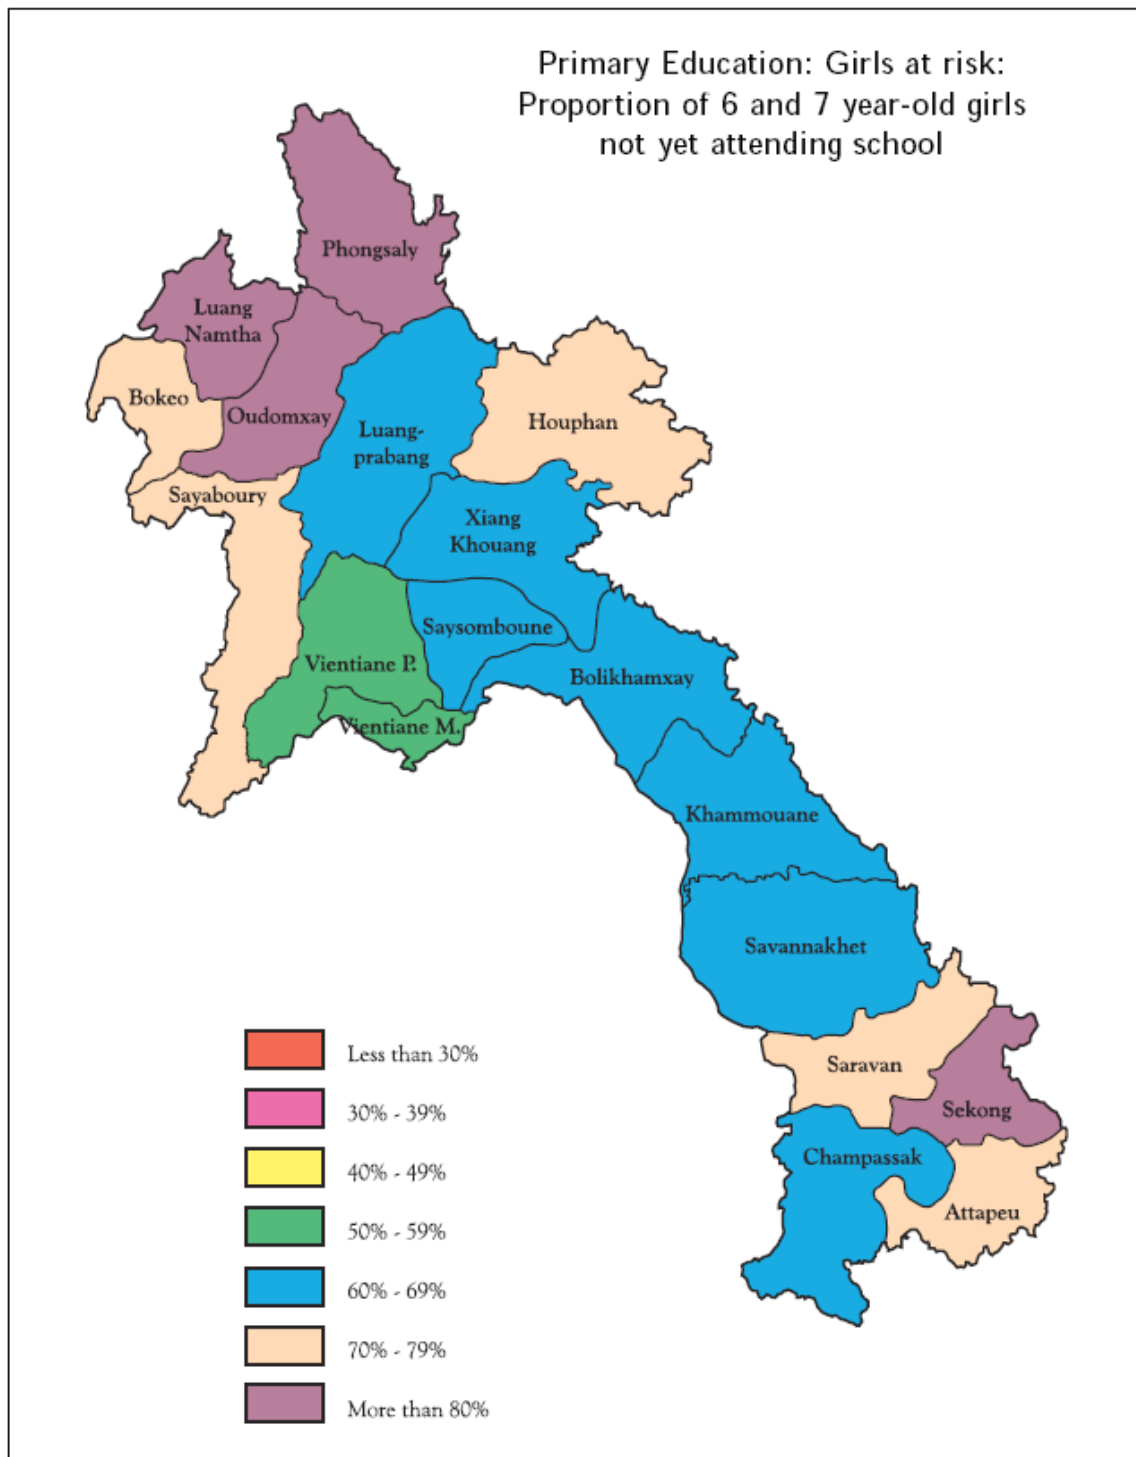 Primary Education: Girls at risk:
Proportion of 6 and 7 year-old girls
not yet attending school
Phongsaly
Luang
Namtha
Bokeo
Oudomxay
Luang-
prabang
Houphan
Sayaboury
Xiang
Khouang
Saysomboune
Vientiane P.
Bolikhamxay
Vientiane M.
Khammouane
Savannakhet
Saravan
Sekong
Champassak
Attapeu
Less than 30%
30% - 39%
40% - 49%
50% - 59%
60% - 69%
70% - 79%
More than 80%